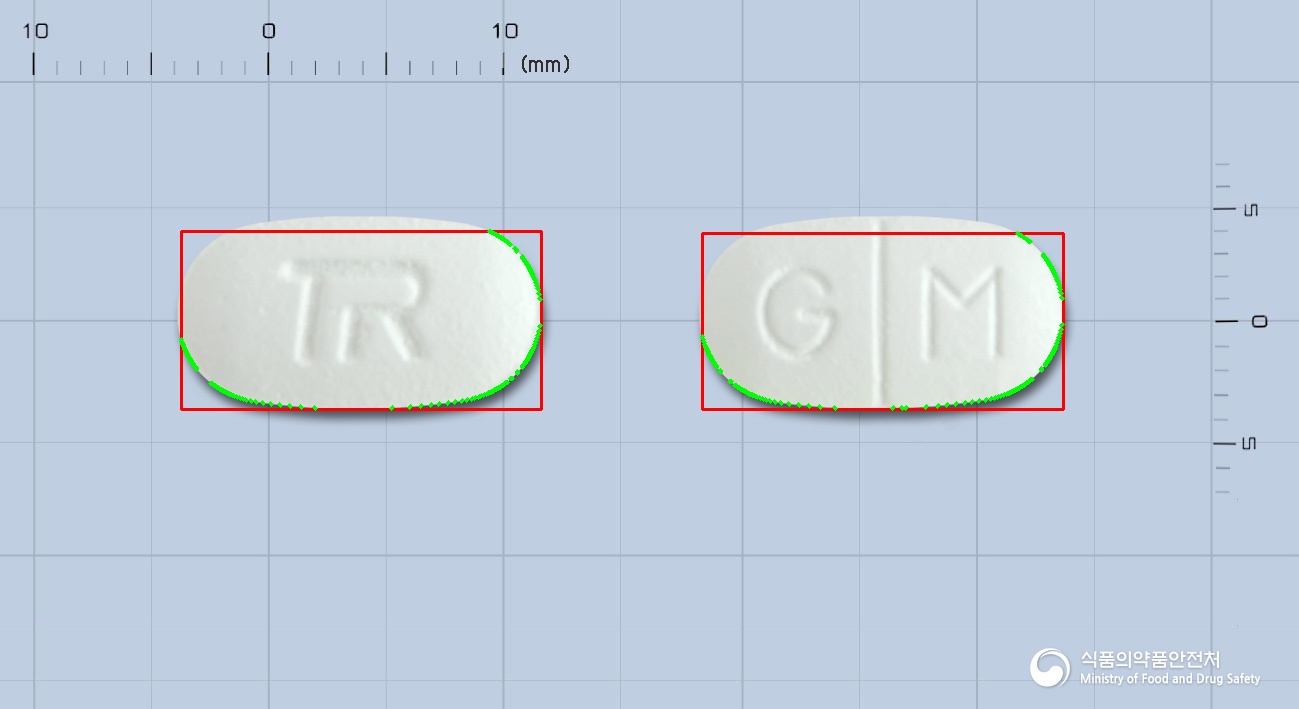 10 0 10
(mm)
TR
G M
5
0
5
식품의약품안전처
Ministry of Food and Drug Safety